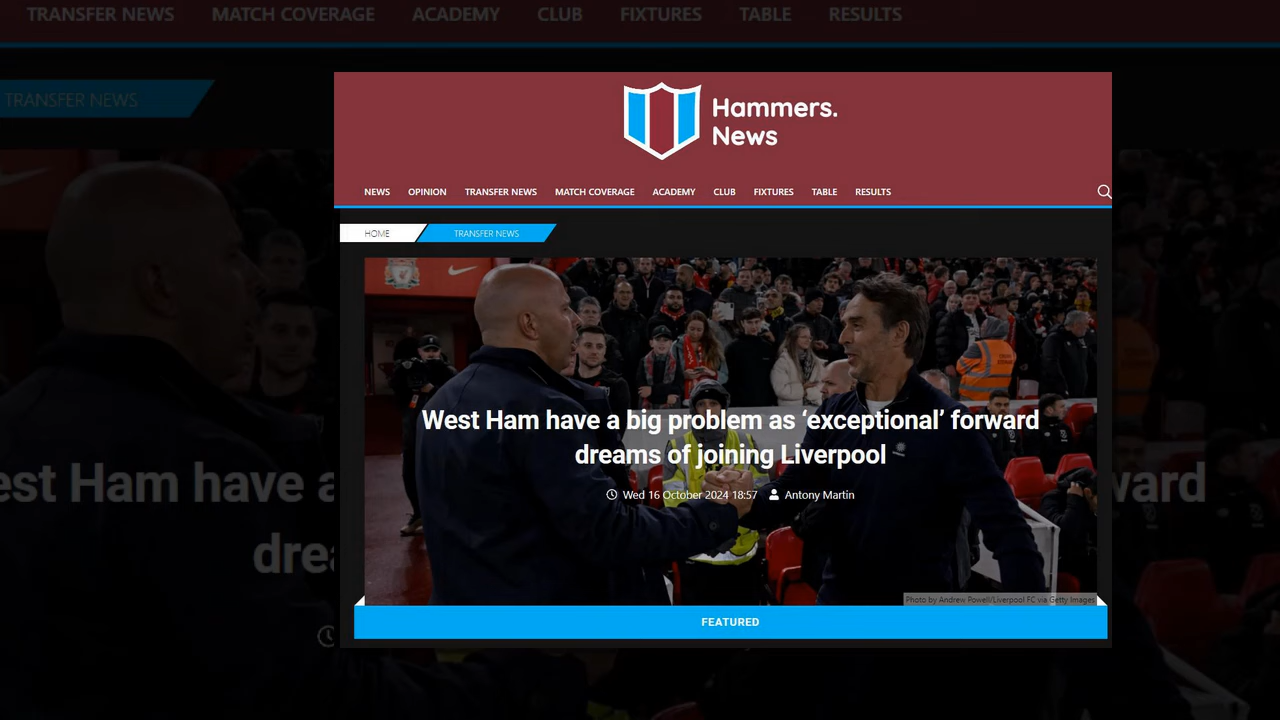 TRANSFER NEWS MATCH COVERAGE ACADEMY CLUB FIXTURES TABLE RESULTS
TRANSFER NEWS
Hammers.
News
NEWS OPINION TRANSFER NEWS MATCH COVERAGE ACADEMY CLUB FIXTURES TABLE RESULTS
HOME TRANSFER NEWS
West Ham have a big problem as ‘exceptional’ forward
dreams of joining Liverpool
Wed 16 October 2024 18:57 Antony Martin
Photo by Andrew Powell/Liverpool FC via Getty Images
FEATURED
est Ham have a
ward
drea